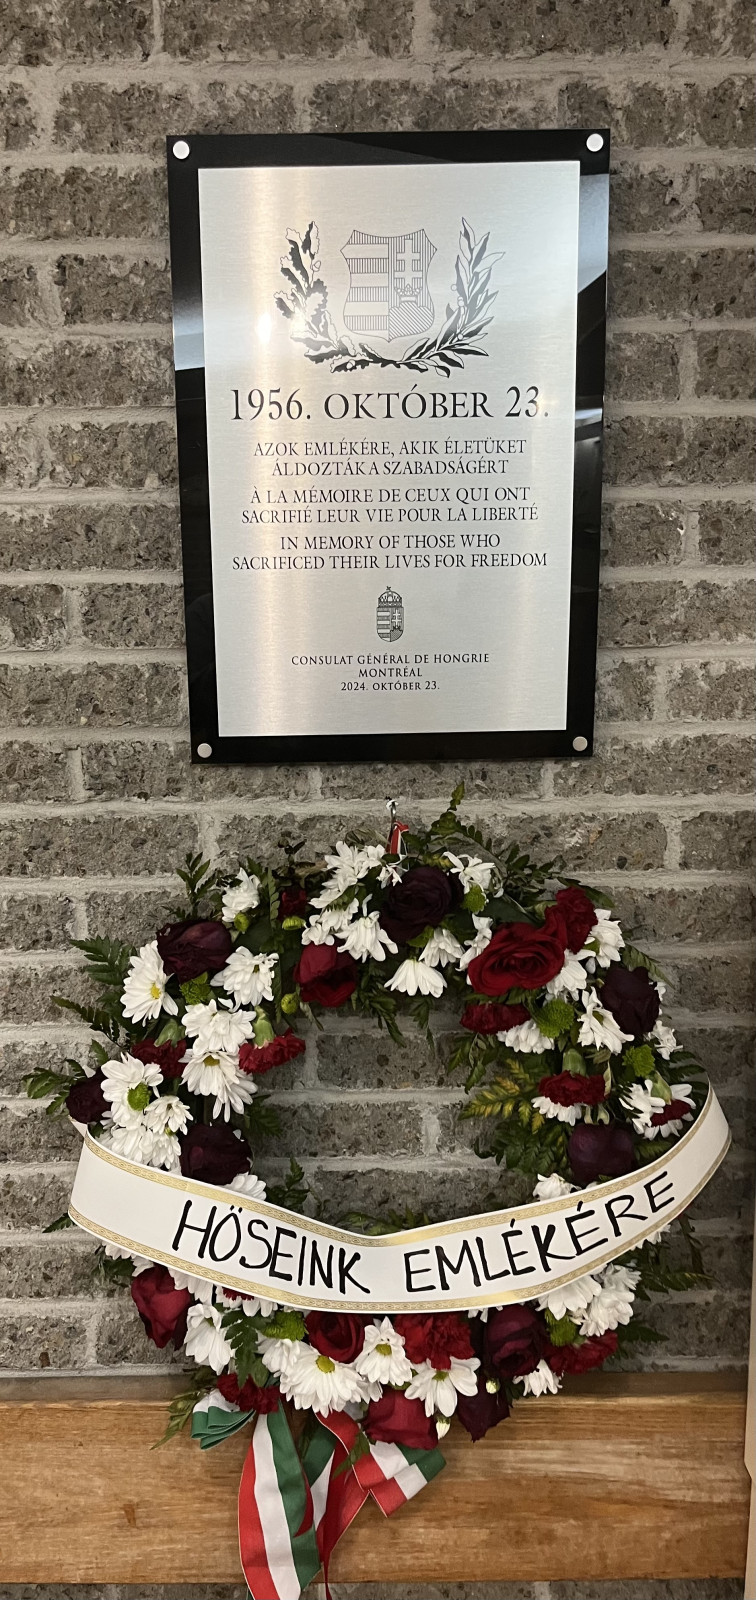 1956. OKTÓBER 23.
AZOK EMLÉKÉRE, AKIK ÉLETÜKET
ÁLDOZTÁK A SZABADSÁGÉRT
À LA MÉMOIRE DE CEUX QUI ONT
SACRIFIÉ LEUR VIE POUR LA LIBERTÉ
IN MEMORY OF THOSE WHO
SACRIFICED THEIR LIVES FOR FREEDOM
CONSULAT GÉNÉRAL DE HONGRIE
MONTRÉAL
2024. OKTÓBER 23.
HÖSEINK EMLÉKÉRE